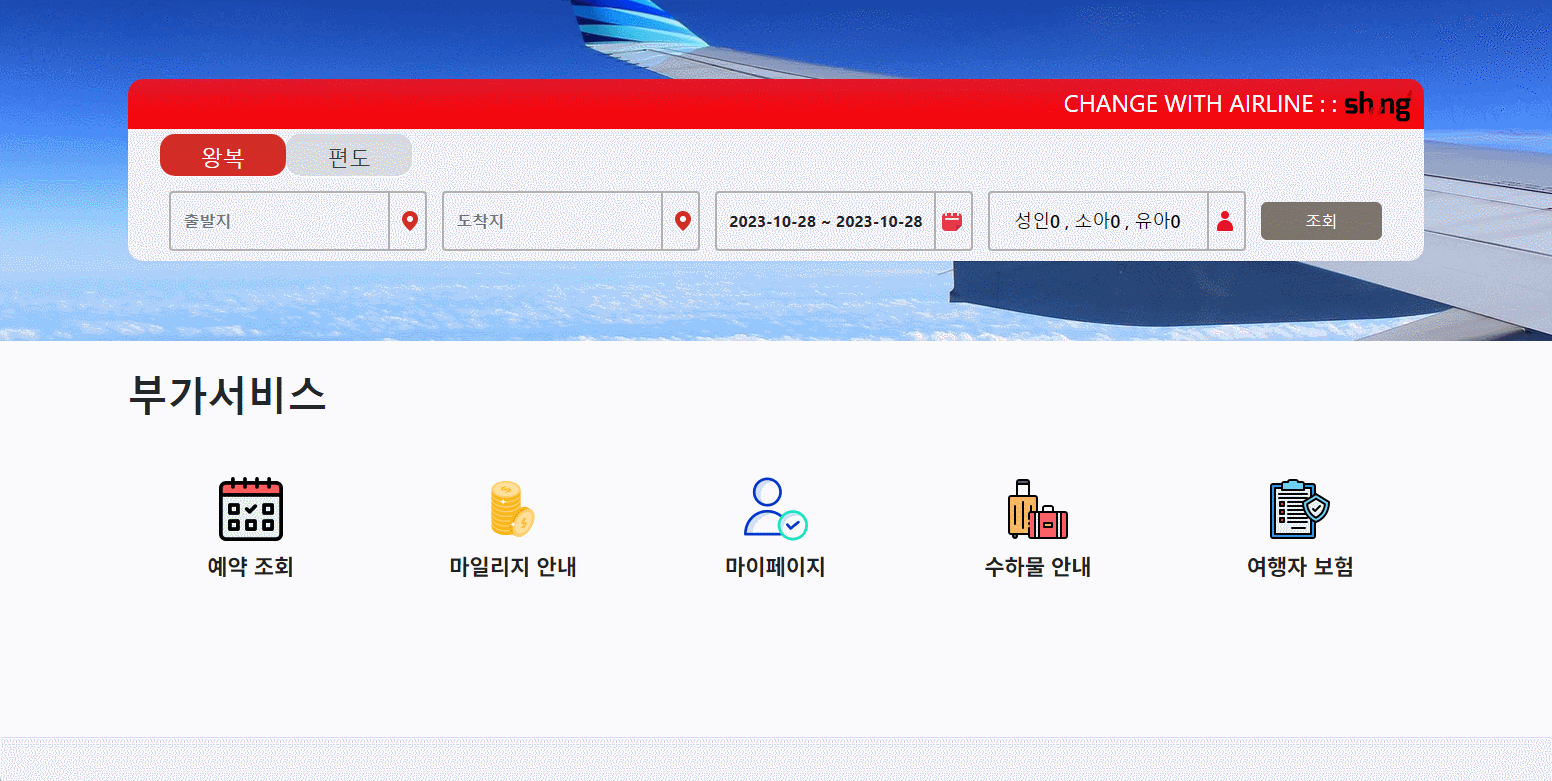 CHANGE WITH AIRLINE : :
왕복 편도
출발지 도착지 2023-10-28 ~ 2023-10-28 성인0 , 소아0 , 유아0 조회
부가서비스
예약 조회 마일리지 안내 마이페이지 수하물 안내 여행자 보험